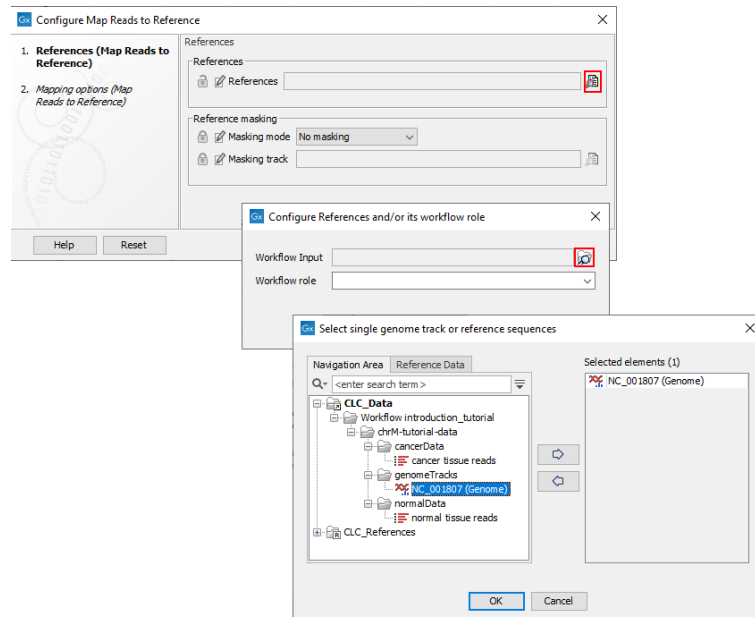 Gx Configure Map Reads to Reference
1. References (Map Reads to
Reference)
2. Mapping options (Map
Reads to Reference)
References
References
References
Reference masking
Masking mode No masking
Masking track
Help Reset
Gx Configure References and/or its workflow role
Workflow Input
Workflow role
Gx Select single genome track or reference sequences
Navigation Area Reference Data
<enter search term>
CLC_Data
Workflow introduction_tutorial
chrM-tutorial-data
cancerData
cancer tissue reads
genomeTracks
NC_001807 (Genome)
normalData
normal tissue reads
CLC_References
Selected elements (1)
NC_001807 (Genome)
OK Cancel